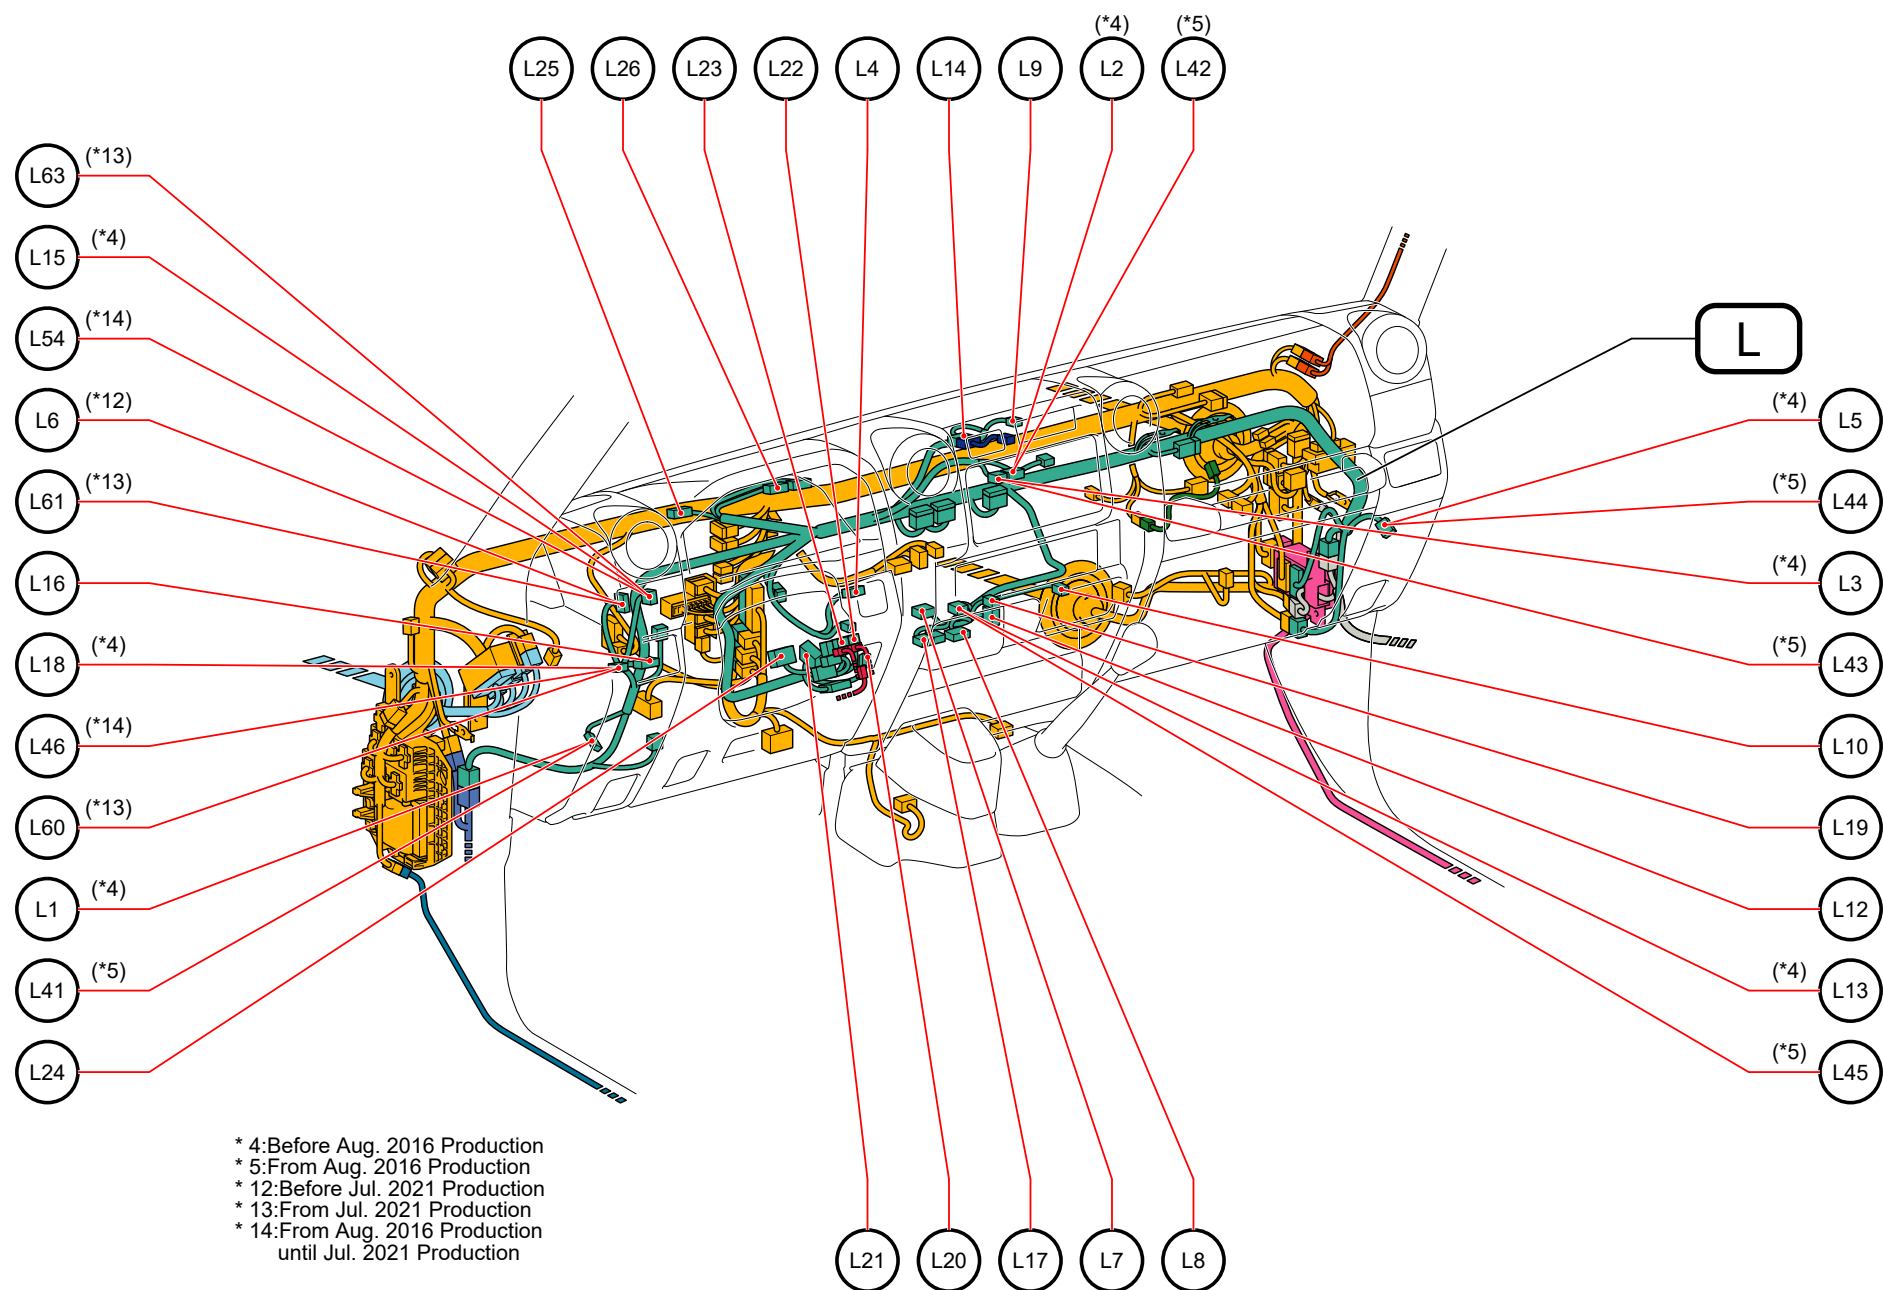 (*4) (*5)
L25 L26 L23 L22 L4 L14 L9 L2 L42
L63 (*13)
L15 (*4)
L54 (*14)
L6 (*12)
L61 (*13)
L16
L18 (*4)
L46 (*14)
L60 (*13)
L1 (*4)
L41 (*5)
L24
L
(*4) L5
(*5) L44
(*4) L3
(*5) L43
L10
L19
L12
(*4) L13
(*5) L45
* 4:Before Aug. 2016 Production
* 5:From Aug. 2016 Production
* 12:Before Jul. 2021 Production
* 13:From Jul. 2021 Production
* 14:From Aug. 2016 Production
until Jul. 2021 Production
L21 L20 L17 L7 L8